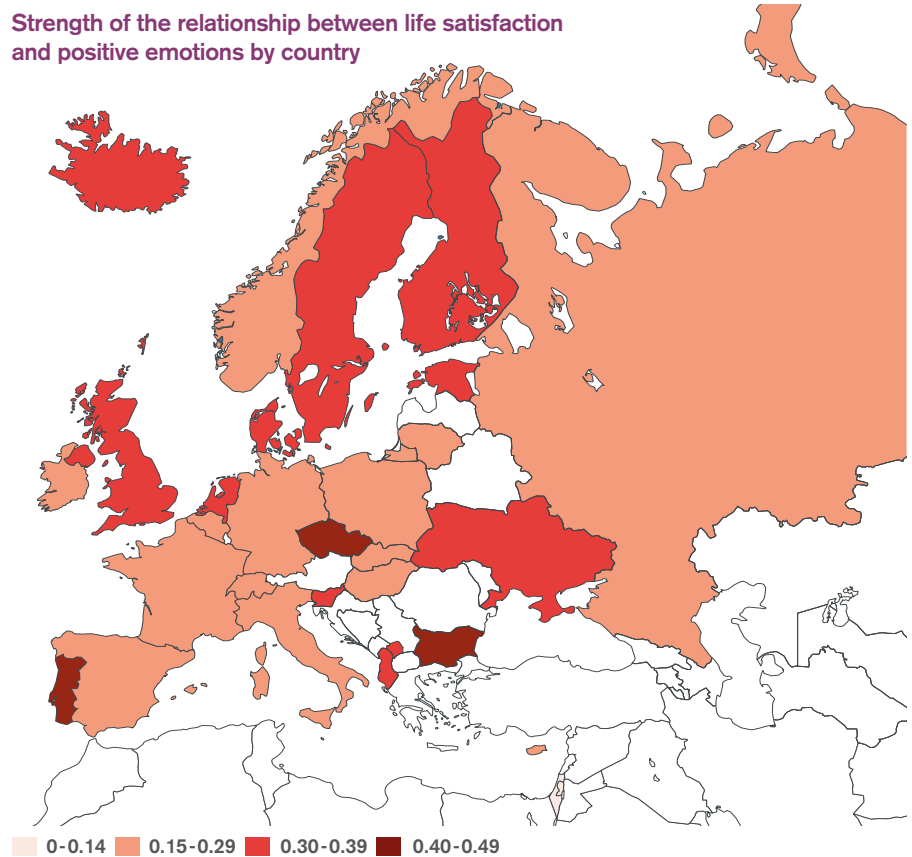 Strength of the relationship between life satisfaction
and positive emotions by country
0-0.14 0.15-0.29 0.30-0.39 0.40-0.49